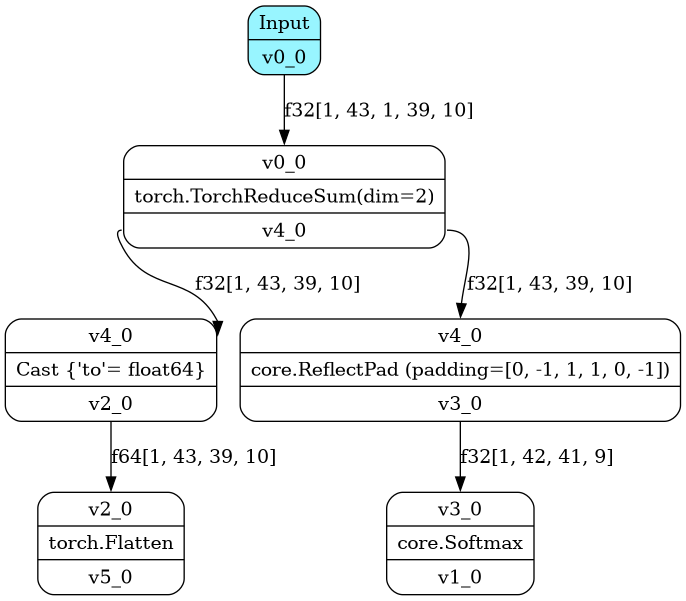 Input
v0_0
f32[1, 43, 1, 39, 10]
v0_0
torch.TorchReduceSum(dim=2)
v4_0
f32[1, 43, 39, 10]
f32[1, 43, 39, 10]
v4_0
Cast {'to'= float64}
v2_0
v4_0
core.ReflectPad (padding=[0, -1, 1, 1, 0, -1])
v3_0
f64[1, 43, 39, 10]
f32[1, 42, 41, 9]
v2_0
torch.Flatten
v5_0
v3_0
core.Softmax
v1_0